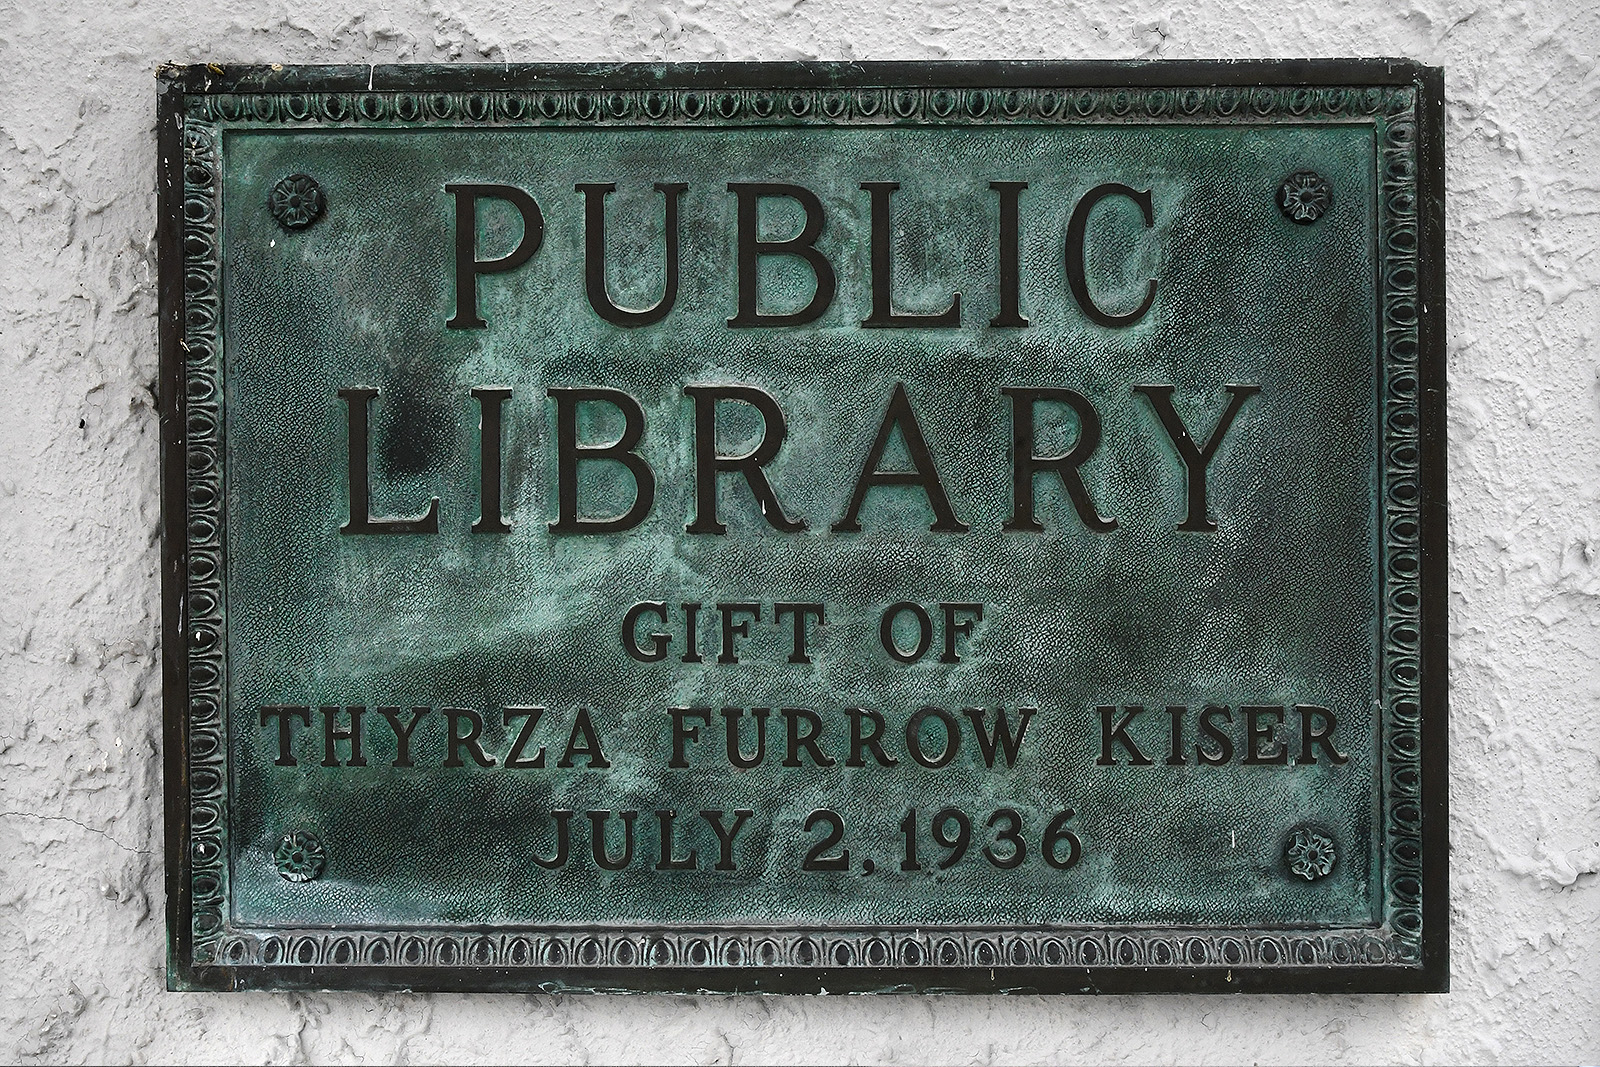 PUBLIC
LIBRARY
GIFT OF
THYRZA FURROW KISER
JULY 2, 1936